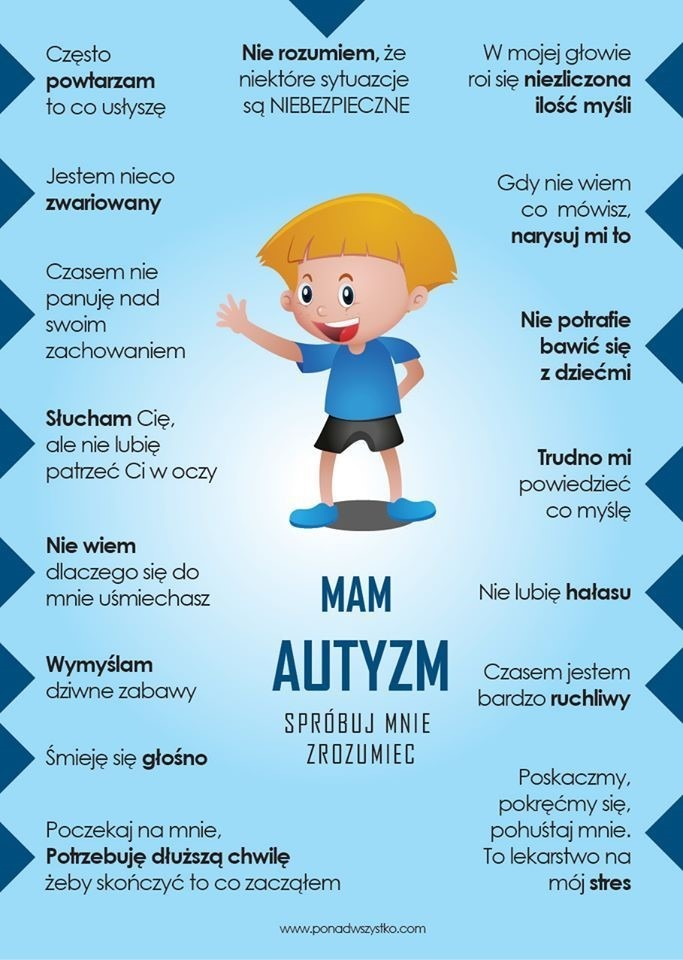 Często
powtarzam
to co usłyszę
Nie rozumiem, że
niektóre sytuazcje
są NIEBEZPIECZNE
W mojej głowie
roi się niezliczona
ilość myśli
Jestem nieco
zwariowany
Gdy nie wiem
co mówisz,
narysuj mi to
Czasem nie
panuję nad
swoim
zachowaniem
Nie potrafie
bawić się
z dziećmi
Słucham Cię,
ale nie lubię
patrzeć Ci w oczy
Trudno mi
powiedzieć
co myślę
Nie wiem
dlaczego się do
mnie uśmiechasz
Nie lubię hałasu
Wymyślam
dziwne zabawy
Czasem jestem
bardzo ruchliwy
Śmieję się głośno
MAM
AUTYZM
SPRÓBUJ MNIE
ZROZUMIEC
Poczekaj na mnie,
Potrzebuję dłuższą chwilę
żeby skończyć to co zacząłem
Poskaczmy,
pokręćmy się,
pohuśtaj mnie.
To lekarstwo na
mój stres
www.ponadwszystko.com